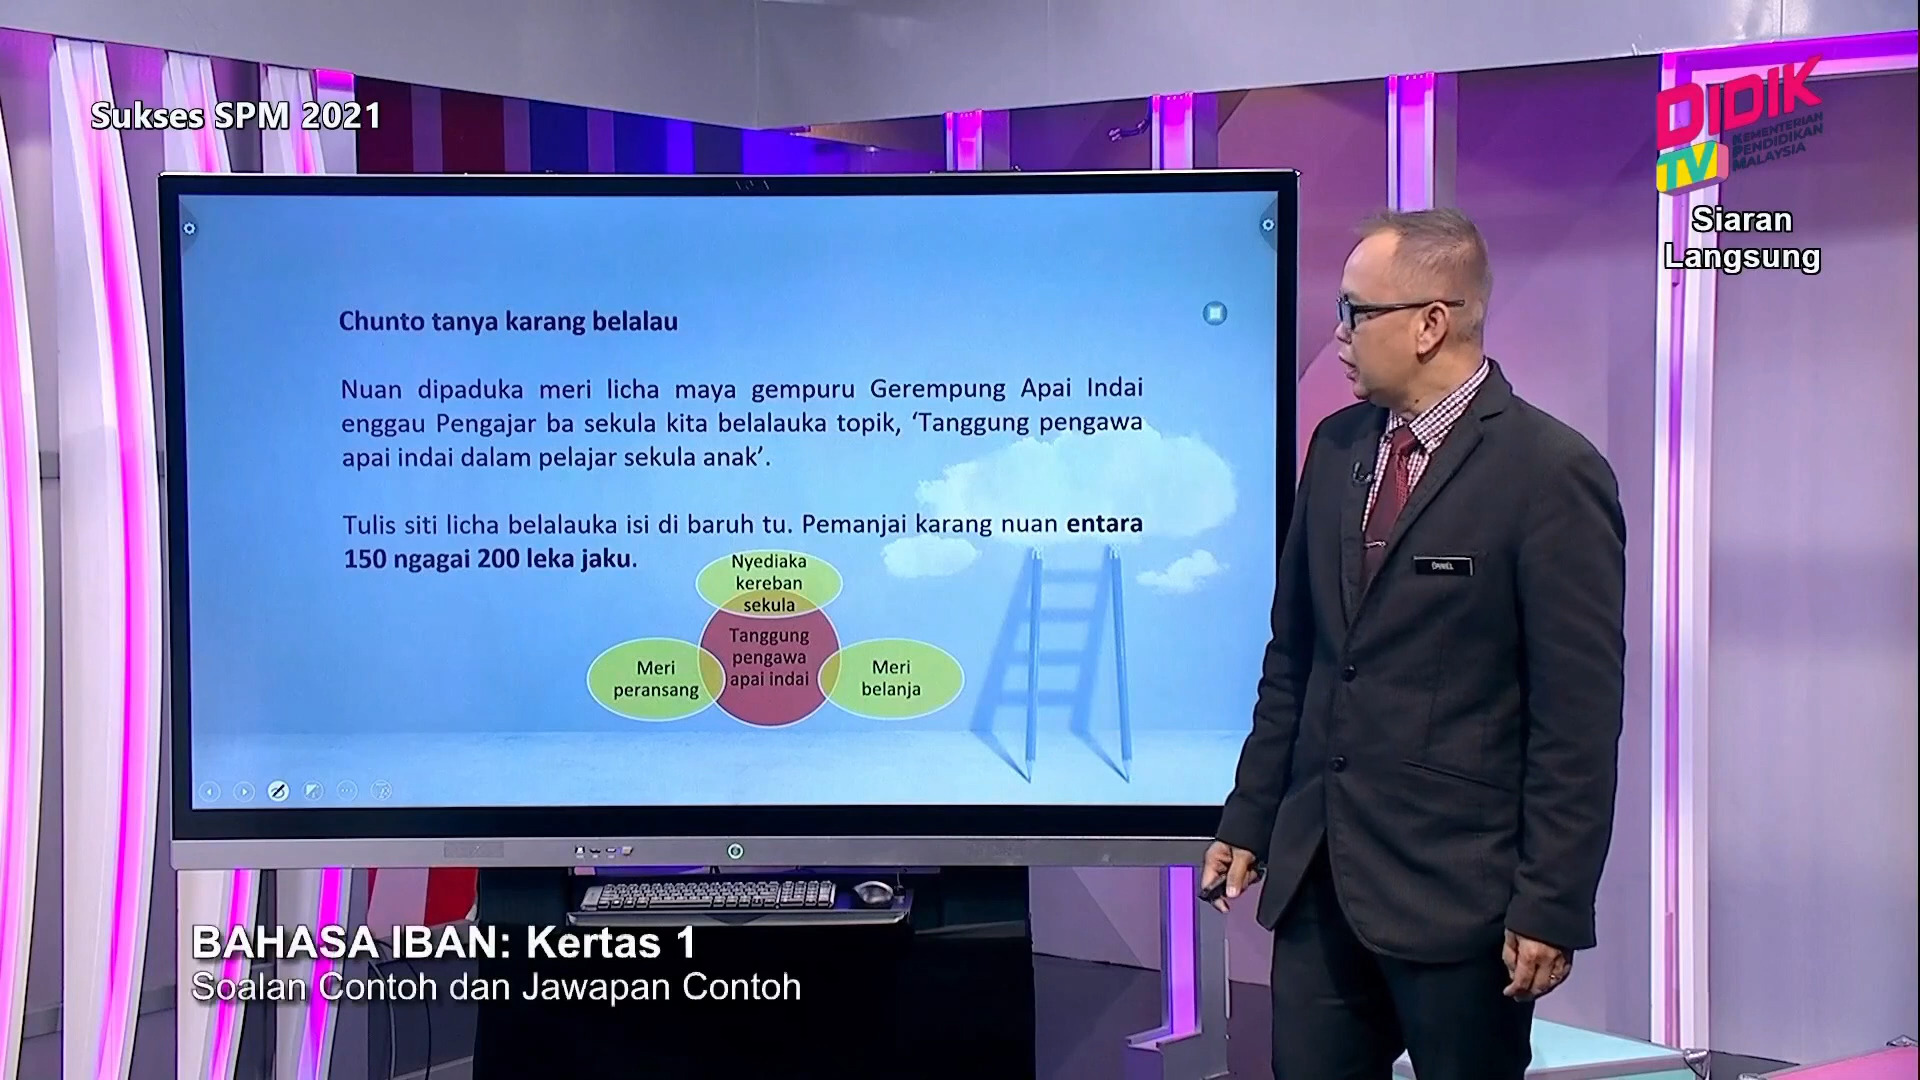 Sukses SPM 2021
DIDIK
TV
KEMENTERIAN
PENDIDIKAN
MALAYSIA
Siaran
Langsung
Chunto tanya karang belalau
Nuan dipaduka meri licha maya gempuru Gerempung Apai Indai
enggau Pengajar ba sekula kita belalauka topik, ‘Tanggung pengawa
apai indai dalam pelajar sekula anak’.
Tulis siti licha belalauka isi di baruh tu. Pemanjai karang nuan entara
150 ngagai 200 leka jaku.
Nyediaka
kereban
sekula
Tanggung
pengawa
apai indai
Meri
peransang
Meri
belanja
BAHASA IBAN: Kertas 1
Soalan Contoh dan Jawapan Contoh